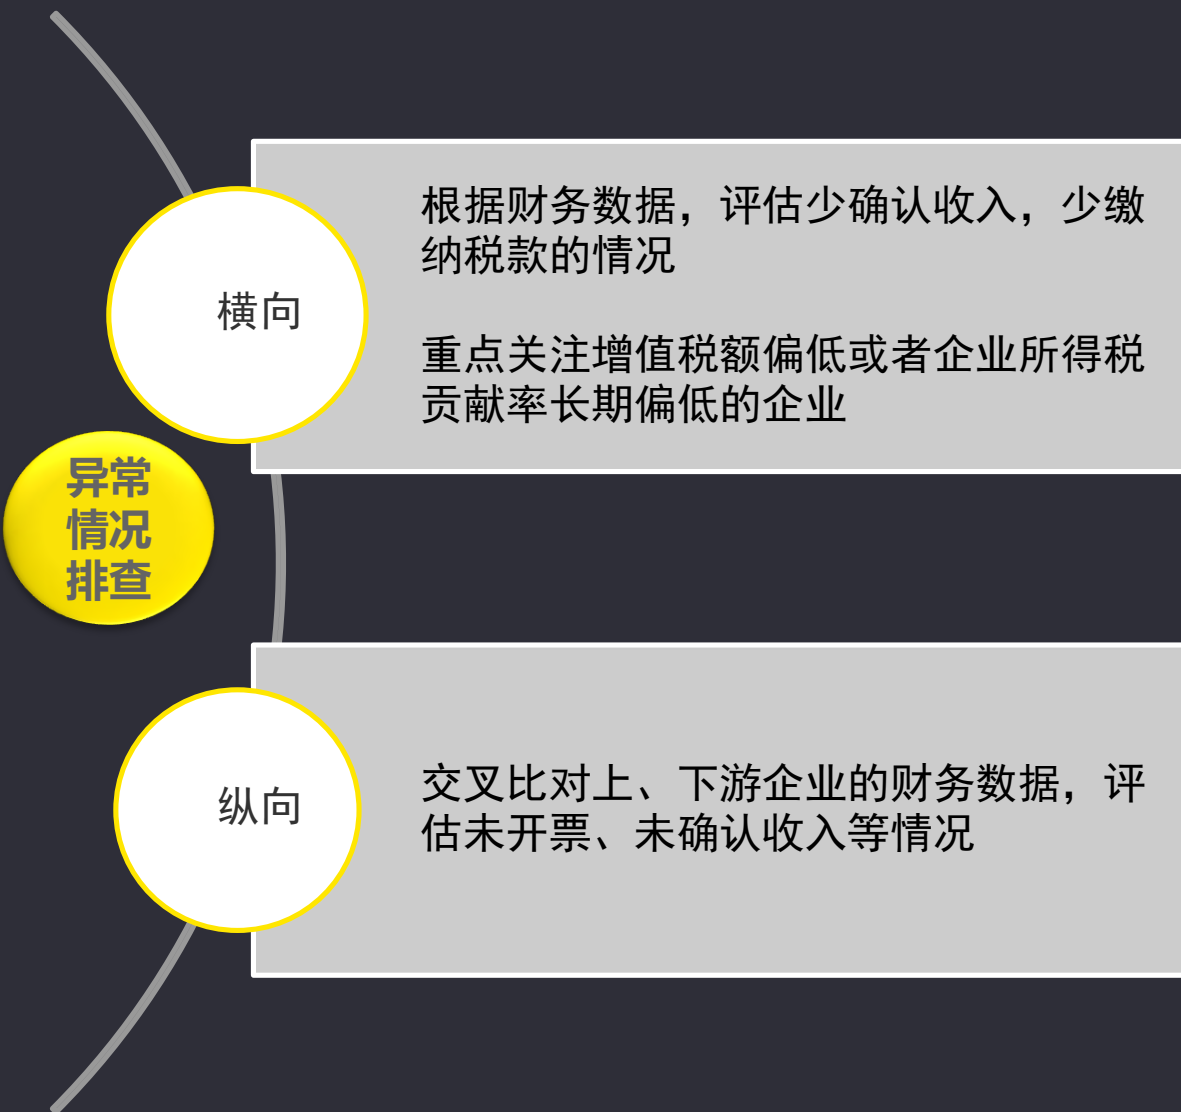 根据财务数据，评估少确认收入，少缴
纳税款的情况
横向
重点关注增值税额偏低或者企业所得税
贡献率长期偏低的企业
异常
情况
排查
纵向
交叉比对上、下游企业的财务数据，评
估未开票、未确认收入等情况